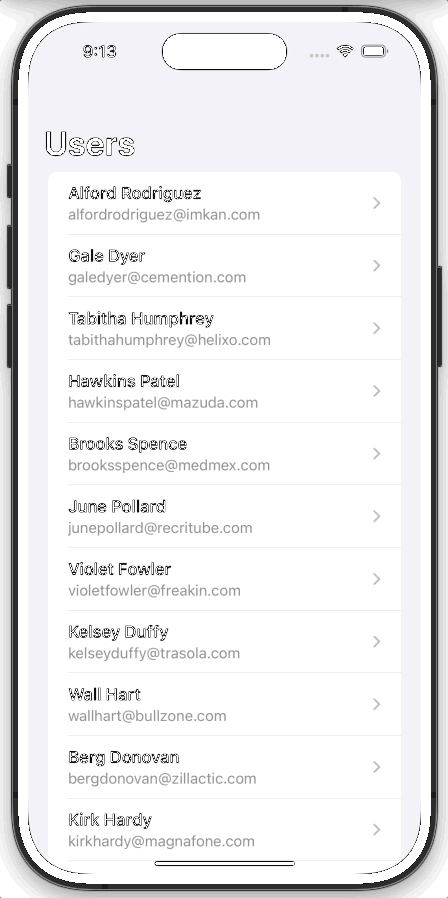 9:13
Users
Alford Rodriguez
alfordrodriguez@imkan.com
Gale Dyer
galedyer@cemention.com
Tabitha Humphrey
tabithahumphrey@helixo.com
Hawkins Patel
hawkinspatel@mazuda.com
Brooks Spence
brooksspence@medmex.com
June Pollard
junepollard@recritube.com
Violet Fowler
violetfowler@freakin.com
Kelsey Duffy
kelseyduffy@trasola.com
Wall Hart
wallhart@bullzone.com
Berg Donovan
bergdonovan@zillactic.com
Kirk Hardy
kirkhardy@magnafone.com